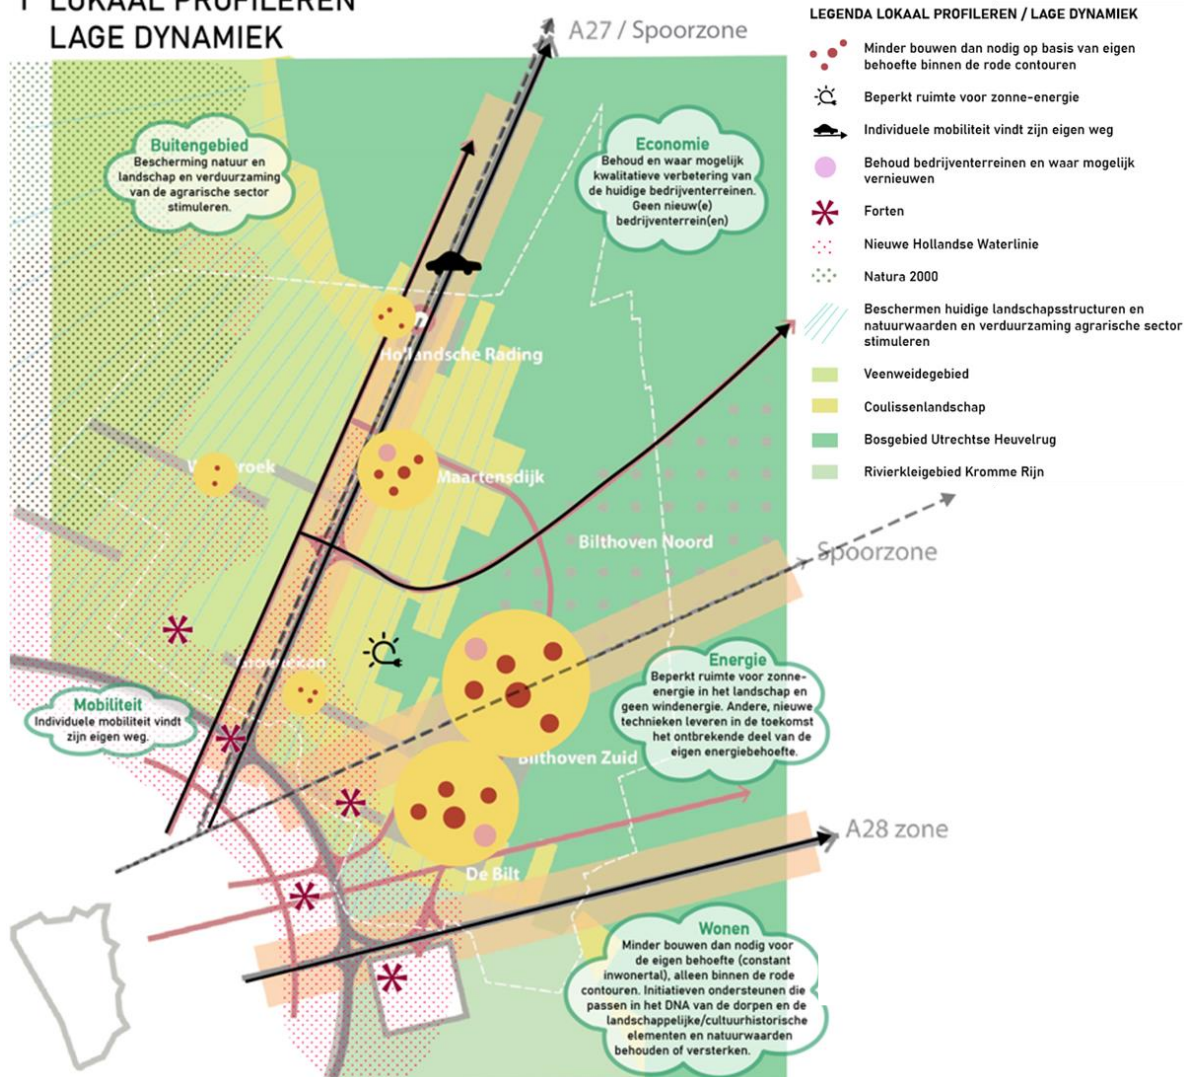 1 LOKAAL PROFILEREN
LAGE DYNAMIEK
A27 / Spoorzone
Buitengebied
Bescherming natuur en
landschap en verduurzaming
van de agrarische sector
stimuleren.
Economie
Behoud en waar mogelijk
kwalitatieve verbetering van
de huidige bedrijventerreinen.
Geen nieuw(e)
bedrijventerrein(en)
Hollandsche Rading
Maartensdijk
Bilthoven Noord
Spoorzone
Mobiliteit
Individuele mobiliteit vindt
zijn eigen weg.
Energie
Beperkt ruimte voor zonne-
energie in het landschap en
geen windenergie. Andere, nieuwe
technieken leveren in de toekomst
het ontbrekende deel van de
eigen energiebehoefte.
Bilthoven Zuid
A28 zone
De Bilt
Wonen
Minder bouwen dan nodig voor
de eigen behoefte (constant
inwonertal), alleen binnen de rode
contouren. Initiatieven ondersteunen die
passen in het DNA van de dorpen en de
landschappelijke/cultuurhistorische
elementen en natuurwaarden
behouden of versterken.
LEGENDA LOKAAL PROFILEREN / LAGE DYNAMIEK
Minder bouwen dan nodig op basis van eigen
behoefte binnen de rode contouren
Beperkt ruimte voor zonne-energie
Individuele mobiliteit vindt zijn eigen weg
Behoud bedrijventerreinen en waar mogelijk
vernieuwen
Forten
Nieuwe Hollandse Waterlinie
Natura 2000
Beschermen huidige landschapsstructuren en
natuurwaarden en verduurzaming agrarische sector
stimuleren
Veenweidegebied
Coulissenlandschap
Bosgebied Utrechtse Heuvelrug
Rivierkleigebied Kromme Rijn